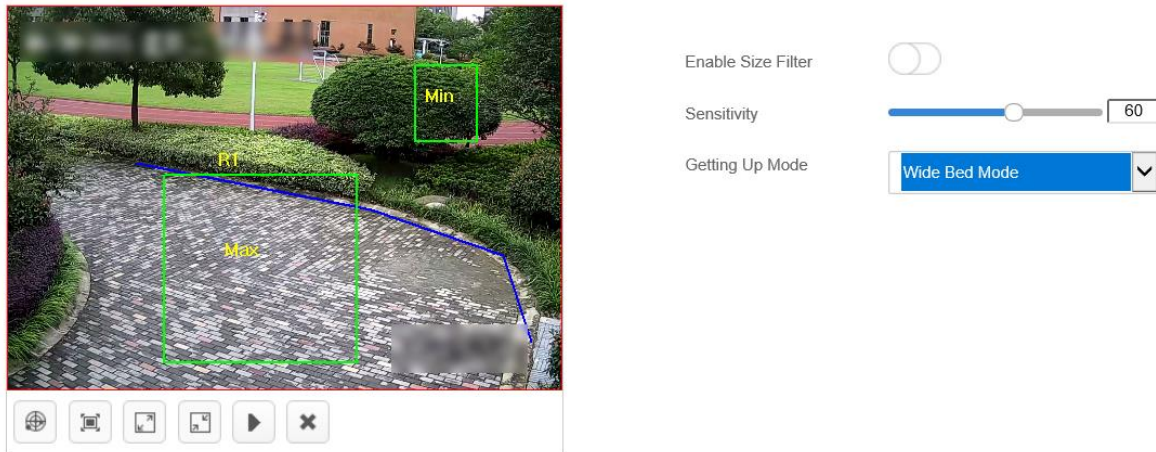 Min
R1
Max
Enable Size Filter
Sensitivity
60
Getting Up Mode
Wide Bed Mode